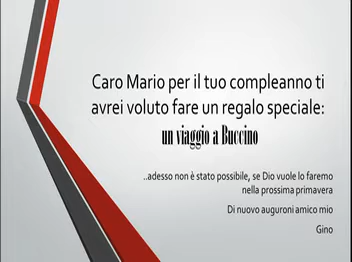 Caro Mario per il tuo compleanno ti
avrei voluto fare un regalo speciale:
un viaggio a Buccino
..adesso non è stato possibile, se Dio vuole lo faremo
nella prossima primavera
Di nuovo auguroni amico mio
Gino